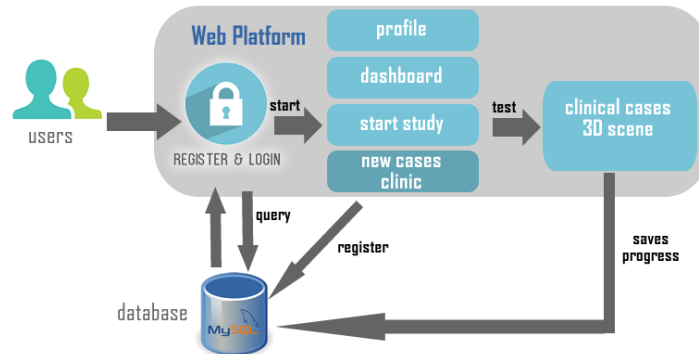 Web Platform
profile
dashboard
start study
new cases
clinic
start
test
clinical cases
3D scene
users
REGISTER & LOGIN
query
register
saves
progress
database
MySQL